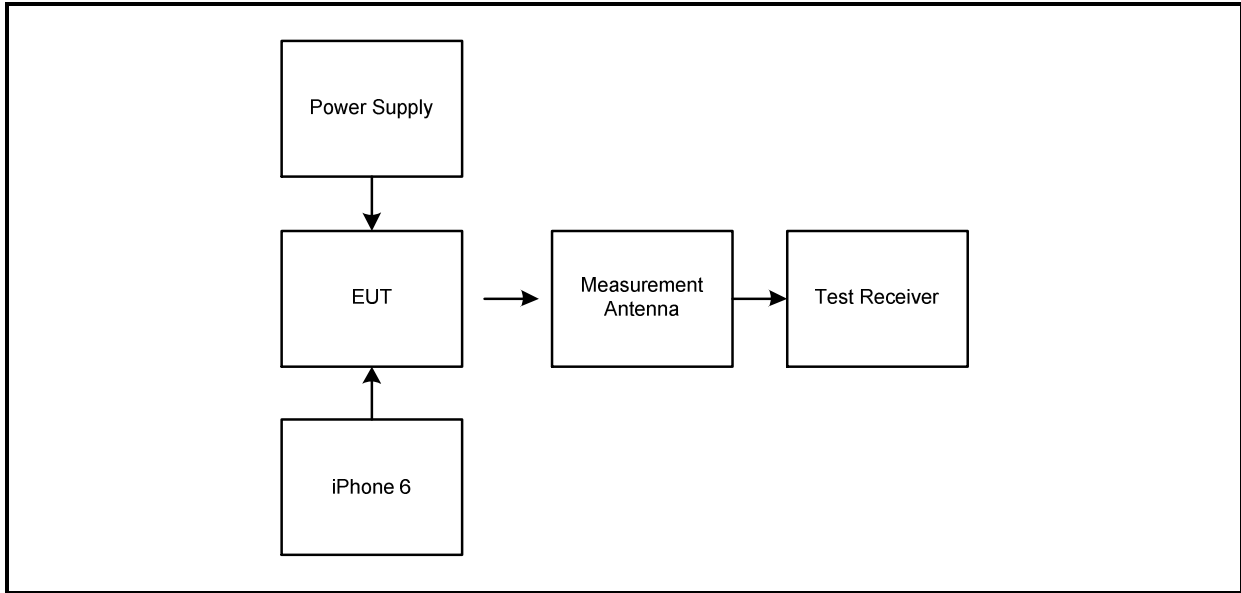 Power Supply
EUT
Measurement
Antenna
Test Receiver
iPhone 6